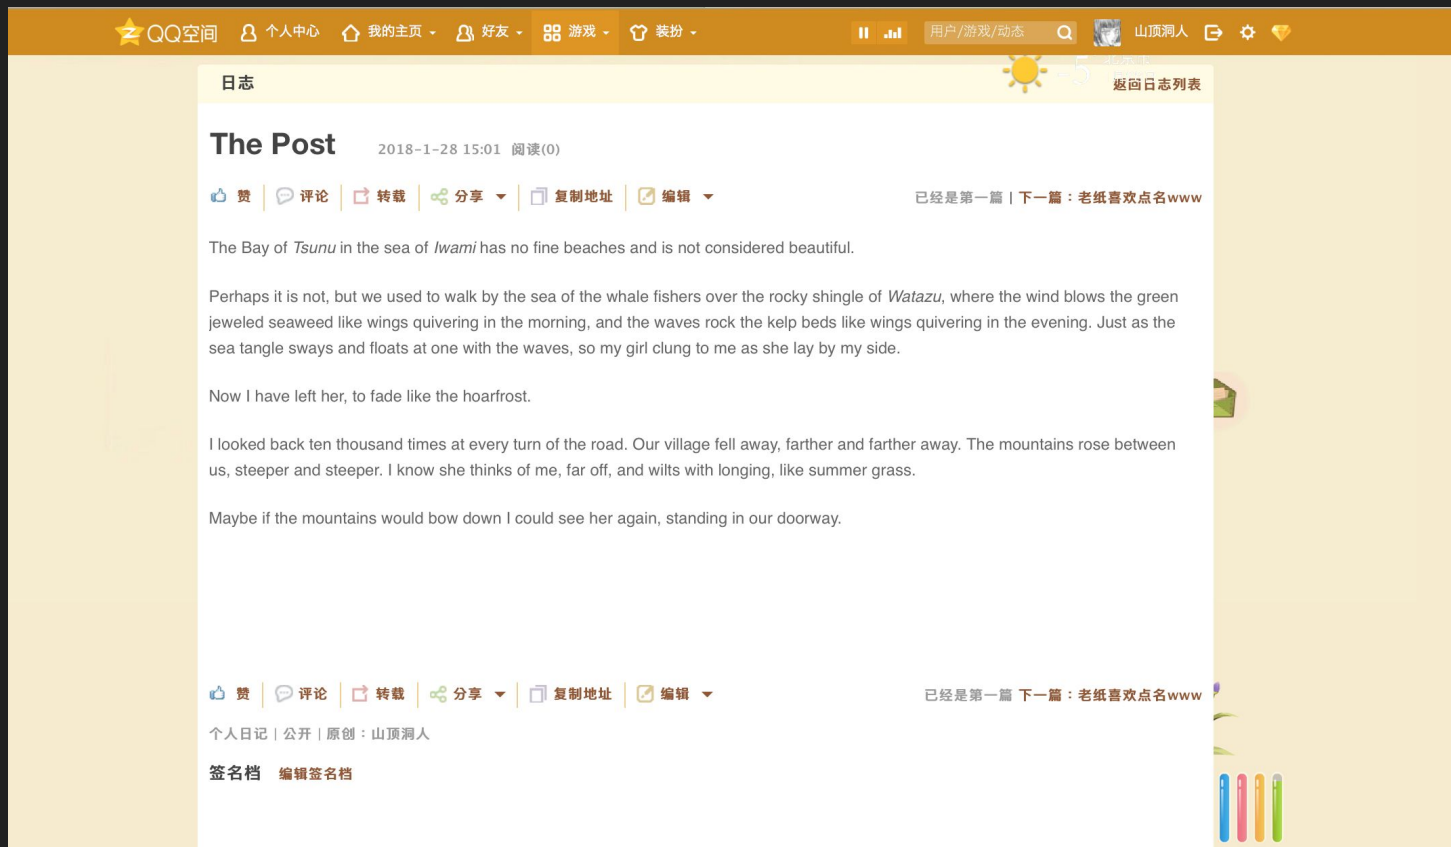 QQ空间 个人中心 我的主页 好友 游戏 装扮 用户/游戏/动态 山顶洞人
日志 返回日志列表
The Post 2018-1-28 15:01 阅读(0)
赞 评论 转载 分享 复制地址 编辑 已经是第一篇 | 下一篇：老纸喜欢点名www
The Bay of Tsunu in the sea of Iwami has no fine beaches and is not considered beautiful.
Perhaps it is not, but we used to walk by the sea of the whale fishers over the rocky shingle of Watazu, where the wind blows the green
jeweled seaweed like wings quivering in the morning, and the waves rock the kelp beds like wings quivering in the evening. Just as the
sea tangle sways and floats at one with the waves, so my girl clung to me as she lay by my side.
Now I have left her, to fade like the hoarfrost.
I looked back ten thousand times at every turn of the road. Our village fell away, farther and farther away. The mountains rose between
us, steeper and steeper. I know she thinks of me, far off, and wilts with longing, like summer grass.
Maybe if the mountains would bow down I could see her again, standing in our doorway.
赞 评论 转载 分享 复制地址 编辑 已经是第一篇 下一篇：老纸喜欢点名www
个人日记 | 公开 | 原创：山顶洞人
签名档 编辑签名档